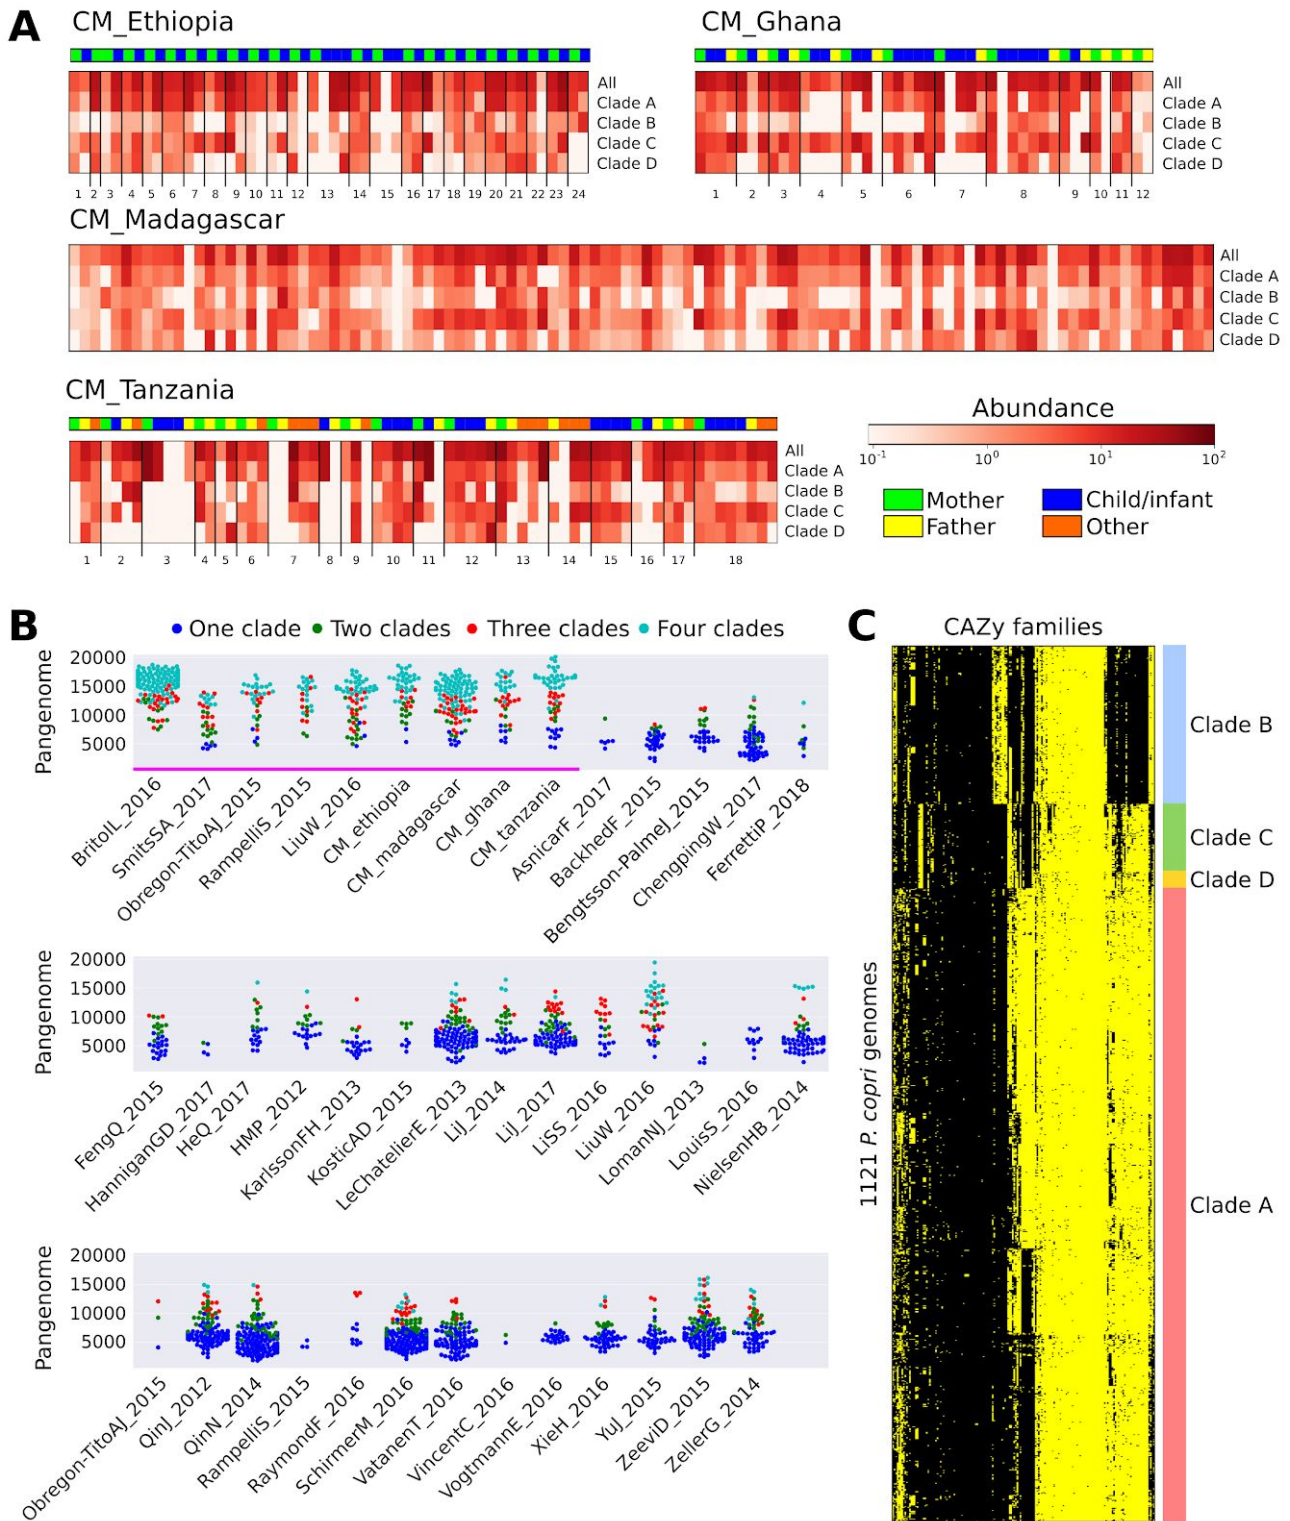 A
CM_Ethiopia
CM_Ghana
All
Clade A
Clade B
Clade C
Clade D
1 2 3 4 5 6 7 8 9 10 11 12 13 14 15 16 17 18 19 20 21 22 23 24
All
Clade A
Clade B
Clade C
Clade D
1 2 3 4 5 6 7 8 9 10 11 12
CM_Madagascar
All
Clade A
Clade B
Clade C
Clade D
CM_Tanzania
All
Clade A
Clade B
Clade C
Clade D
1 2 3 4 5 6 7 8 9 10 11 12 13 14 15 16 17 18
Abundance
10^-1 10^0 10^1 10^2
Mother Child/infant
Father Other
B
One clade Two clades Three clades Four clades
Pangenome
20000
15000
10000
5000
BritoIL_2016
SmitsSA_2017
Obregon-TitoAJ_2015
RampelliS_2015
LiuW_2016
CM_ethiopia
CM_madagascar
CM_ghana
CM_tanzania
AsnicarF_2017
BackhedF_2015
Bengtsson-PalmeJ_2015
ChengpingW_2017
FerrettiP_2018
Pangenome
20000
15000
10000
5000
FengQ_2015
HanniganGD_2017
HeQ_2017
HMP_2012
KarlssonFH_2013
KosticAD_2015
LeChatelierE_2013
LiJ_2014
LiJ_2017
LiSS_2016
LiuW_2016
LomanNJ_2013
LouisS_2016
NielsenHB_2014
Pangenome
20000
15000
10000
5000
Obregon-TitoAJ_2015
QinJ_2012
QinN_2014
RampelliS_2015
RaymondF_2016
SchirmerM_2016
VatanenT_2016
VincentC_2016
VogtmannE_2016
XieH_2016
YuJ_2015
ZeeviD_2015
ZellerG_2014
C
CAZy families
1121 P. copri genomes
Clade B
Clade C
Clade D
Clade A